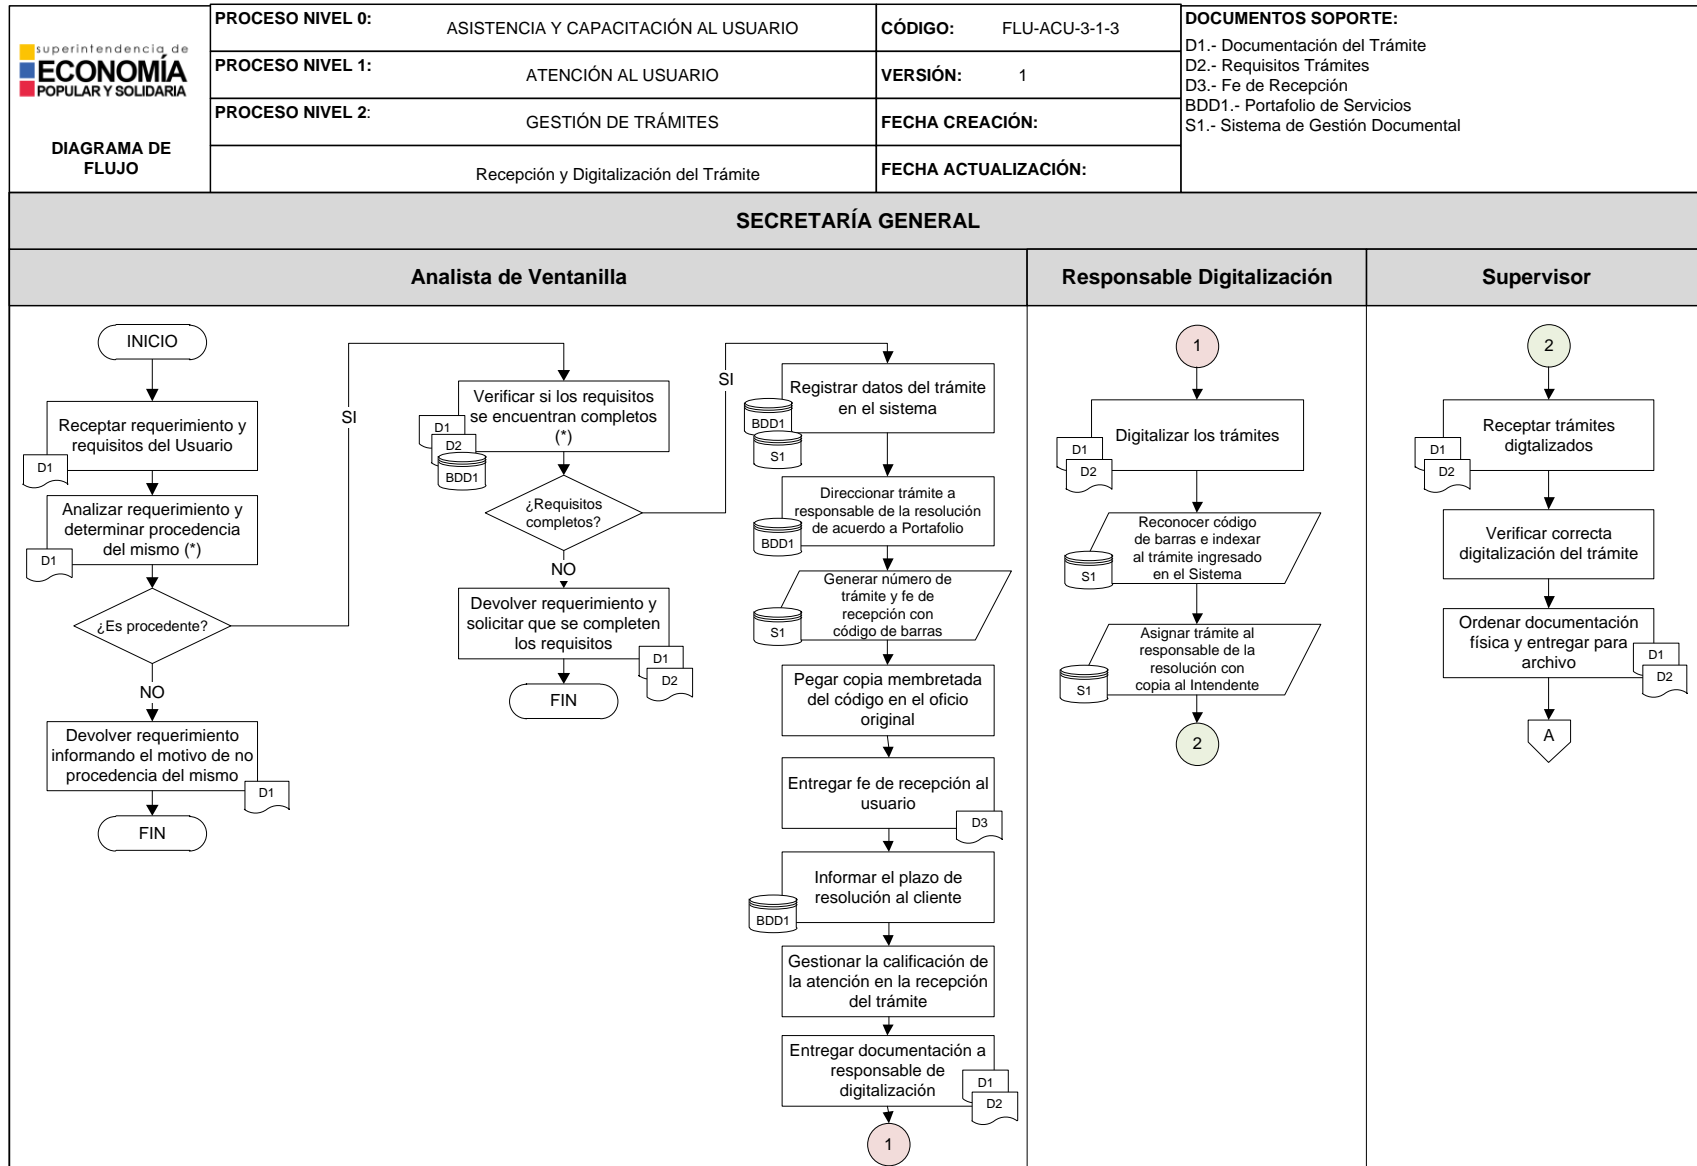 superintendencia de
ECONOMÍA
POPULAR Y SOLIDARIA
DIAGRAMA DE
FLUJO
PROCESO NIVEL 0:
ASISTENCIA Y CAPACITACIÓN AL USUARIO
PROCESO NIVEL 1:
ATENCIÓN AL USUARIO
PROCESO NIVEL 2:
GESTIÓN DE TRÁMITES
Recepción y Digitalización del Trámite
CÓDIGO: FLU-ACU-3-1-3
VERSIÓN: 1
FECHA CREACIÓN:
FECHA ACTUALIZACIÓN:
DOCUMENTOS SOPORTE:
D1.- Documentación del Trámite
D2.- Requisitos Trámites
D3.- Fe de Recepción
BDD1.- Portafolio de Servicios
S1.- Sistema de Gestión Documental
SECRETARÍA GENERAL
Analista de Ventanilla
Responsable Digitalización
Supervisor
INICIO
Receptar requerimiento y
requisitos del Usuario
D1
Analizar requerimiento y
determinar procedencia
del mismo (*)
D1
¿Es procedente?
SI
NO
Devolver requerimiento
informando el motivo de no
procedencia del mismo
D1
FIN
Verificar si los requisitos
se encuentran completos
(*)
D1
D2
BDD1
¿Requisitos
completos?
SI
NO
Devolver requerimiento y
solicitar que se completen
los requisitos
D1
D2
FIN
Registrar datos del trámite
en el sistema
BDD1
S1
Direccionar trámite a
responsable de la resolución
de acuerdo a Portafolio
BDD1
Generar número de
trámite y fe de
recepción con
código de barras
S1
Pegar copia membretada
del código en el oficio
original
Entregar fe de recepción al
usuario
D3
Informar el plazo de
resolución al cliente
BDD1
Gestionar la calificación de
la atención en la recepción
del trámite
Entregar documentación a
responsable de
digitalización
D1
D2
1
1
Digitalizar los trámites
D1
D2
Reconocer código
de barras e indexar
al trámite ingresado
en el Sistema
S1
Asignar trámite al
responsable de la
resolución con
copia al Intendente
S1
2
2
Receptar trámites
digtalizados
D1
D2
Verificar correcta
digitalización del trámite
Ordenar documentación
física y entregar para
archivo
D1
D2
A